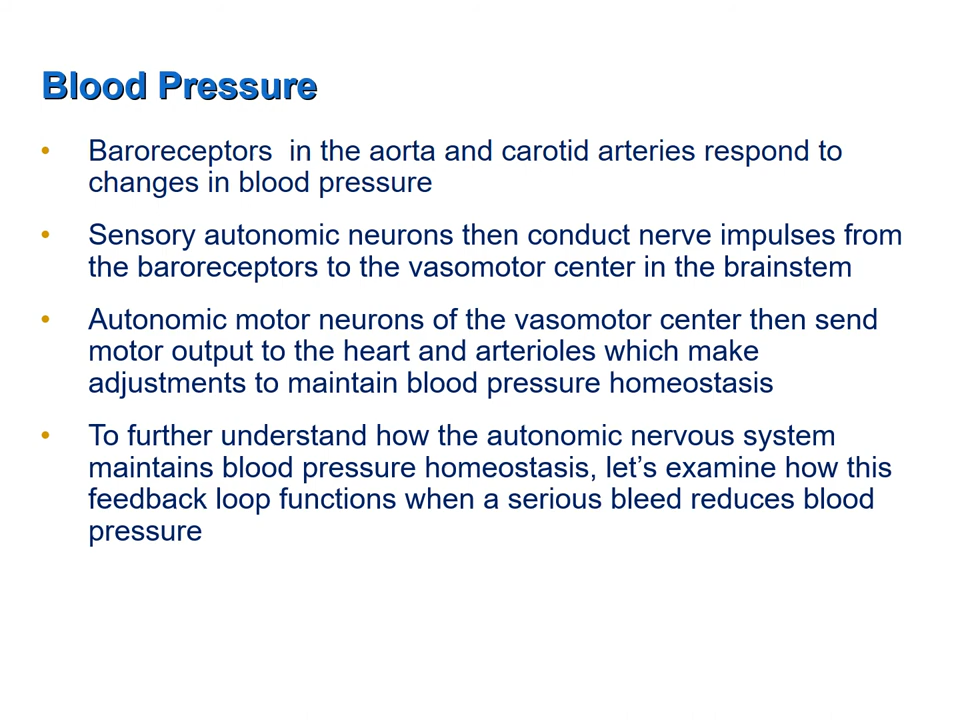 Blood Pressure
• Baroreceptors  in the aorta and carotid arteries respond to
changes in blood pressure
• Sensory autonomic neurons then conduct nerve impulses from
the baroreceptors to the vasomotor center in the brainstem
• Autonomic motor neurons of the vasomotor center then send
motor output to the heart and arterioles which make
adjustments to maintain blood pressure homeostasis
• To further understand how the autonomic nervous system
maintains blood pressure homeostasis, let’s examine how this
feedback loop functions when a serious bleed reduces blood
pressure